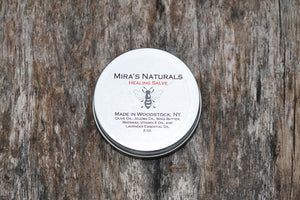 Mira's Naturals
Healing Salve
Made in Woodstock, NY
Olive Oil, Jojoba Oil, Shea Butter,
Beeswax, Vitamin E Oil, and
Lavender Essential Oil
2 oz.